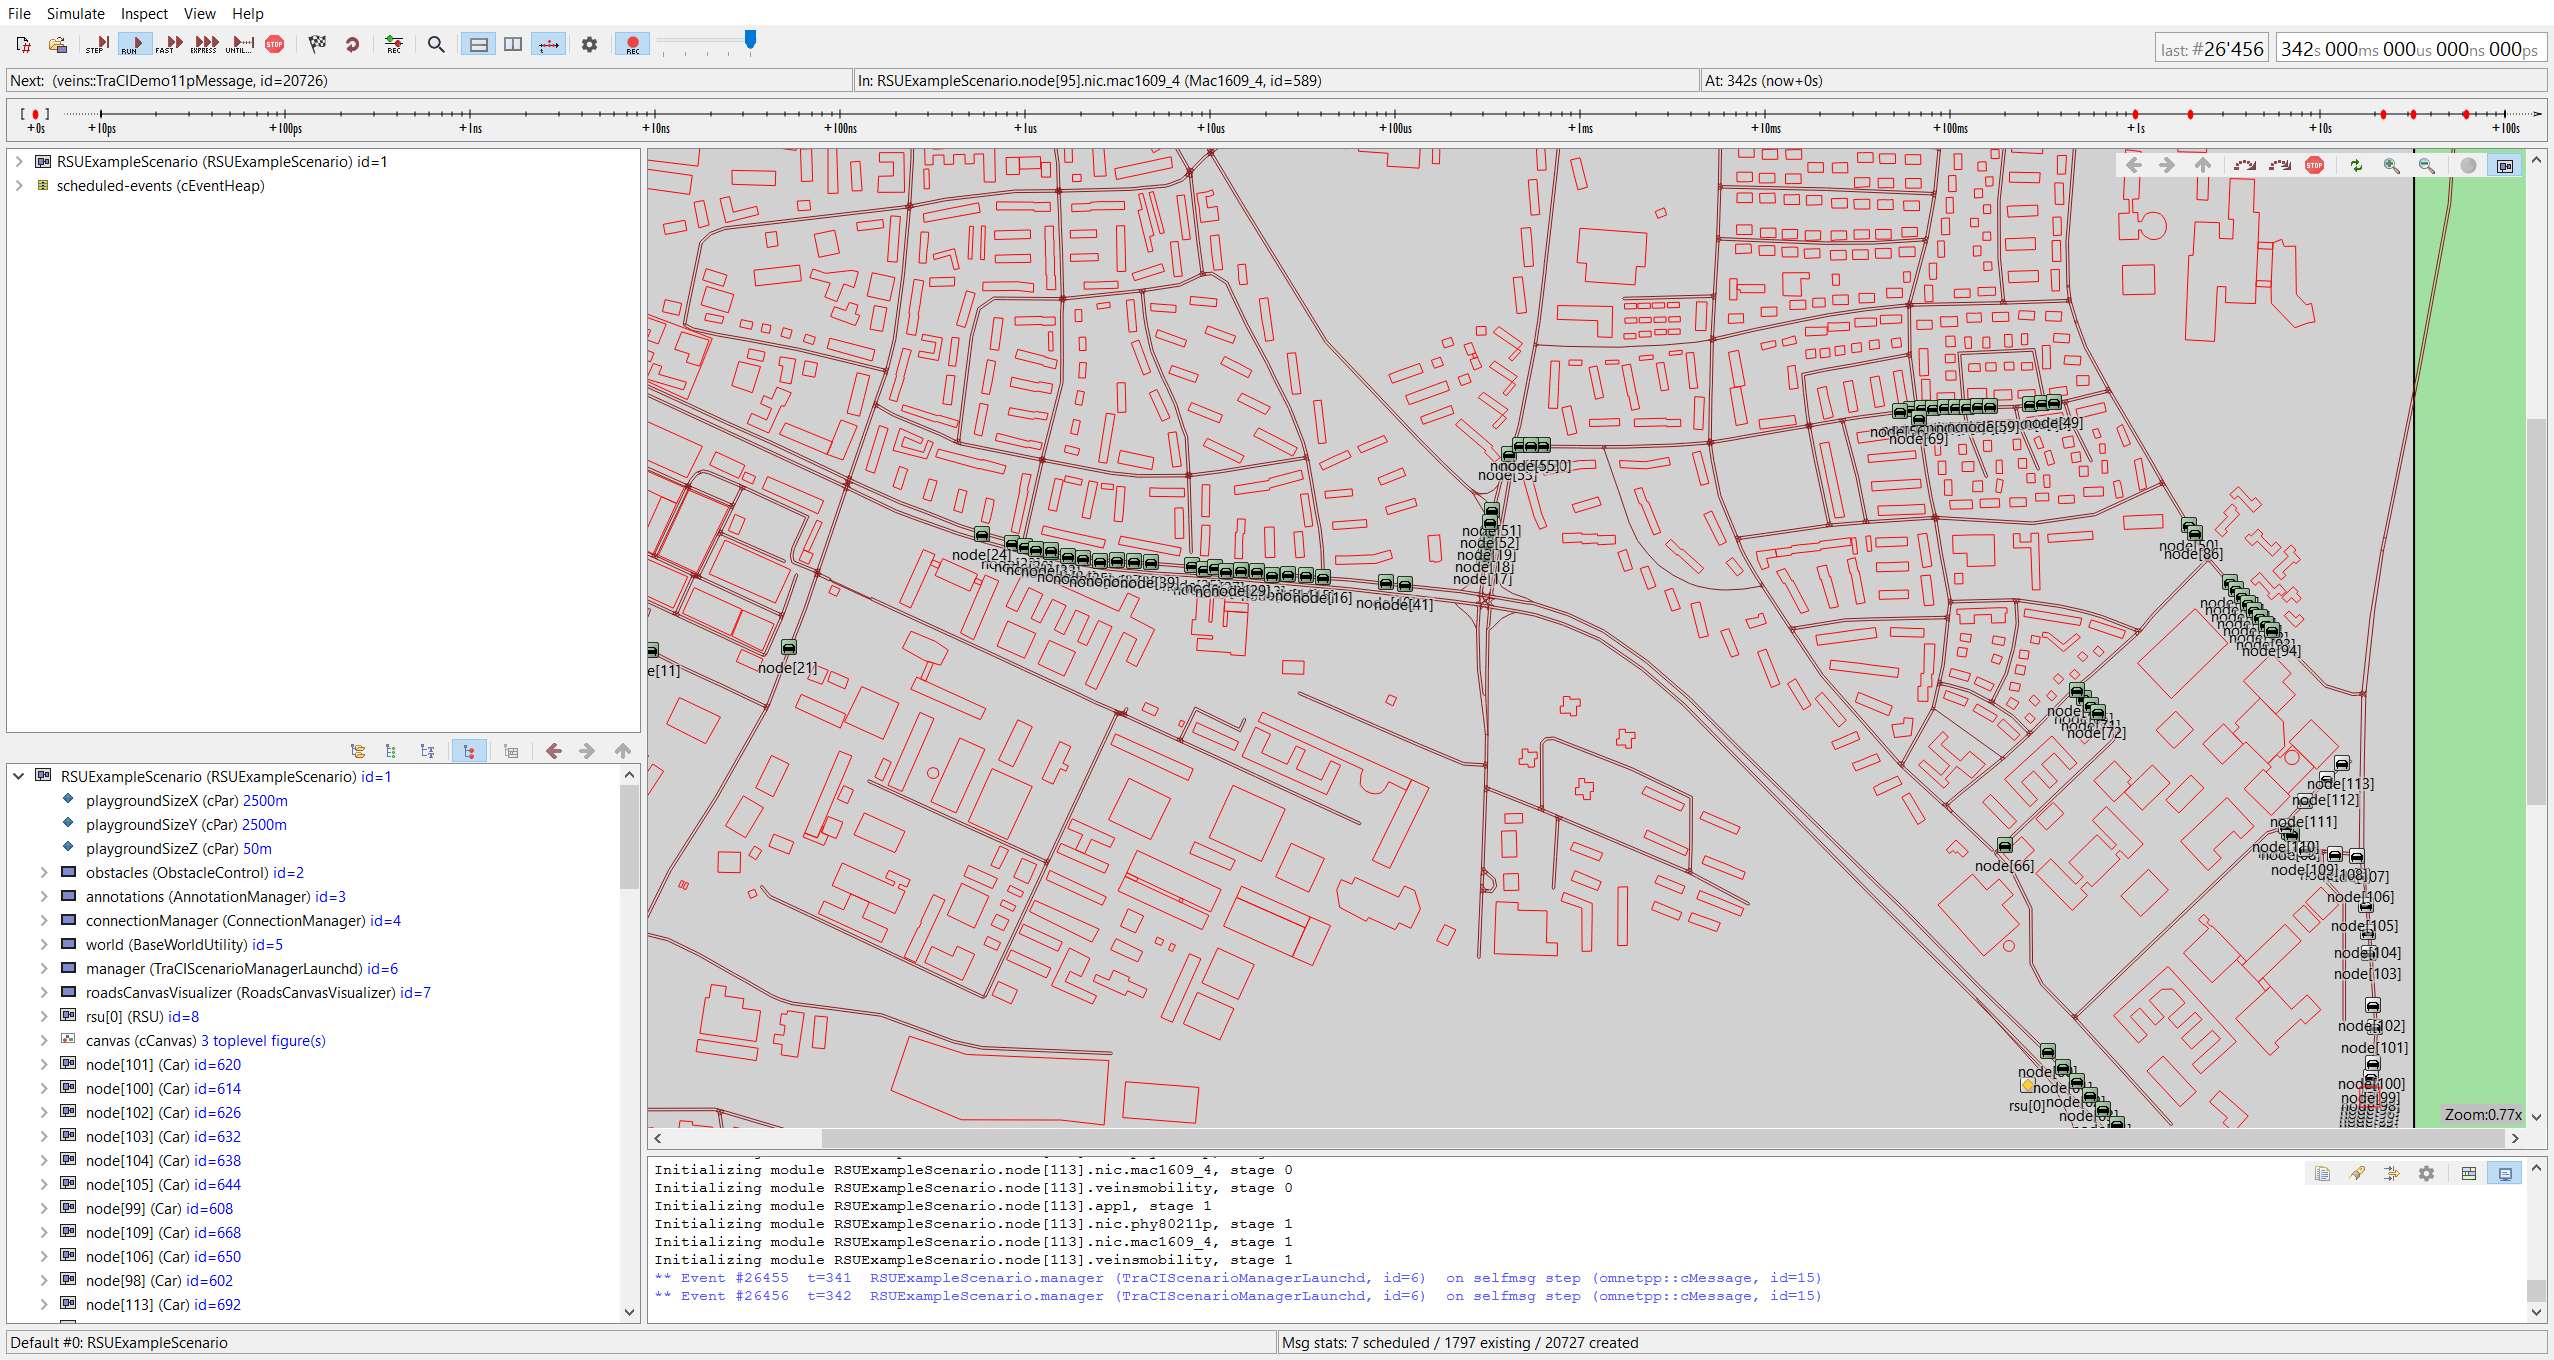 File Simulate Inspect View Help
STEP RUN FAST EXPRESS UNTIL... STOP REC REC
last: #26'456 342s 000ms 000us 000ns 000ps
Next: (veins::TraCIDemo11pMessage, id=20726) In: RSUExampleScenario.node[95].nic.mac1609_4 (Mac1609_4, id=589) At: 342s (now+0s)
+0s +10ps +100ps +1ns +10ns +100ns +1us +10us +100us +1ms +10ms +100ms +1s +10s +100s
RSUExampleScenario (RSUExampleScenario) id=1
scheduled-events (cEventHeap)
RSUExampleScenario (RSUExampleScenario) id=1
playgroundSizeX (cPar) 2500m
playgroundSizeY (cPar) 2500m
playgroundSizeZ (cPar) 50m
obstacles (ObstacleControl) id=2
annotations (AnnotationManager) id=3
connectionManager (ConnectionManager) id=4
world (BaseWorldUtility) id=5
manager (TraCIScenarioManagerLaunchd) id=6
roadsCanvasVisualizer (RoadsCanvasVisualizer) id=7
rsu[0] (RSU) id=8
canvas (cCanvas) 3 toplevel figure(s)
node[101] (Car) id=620
node[100] (Car) id=614
node[102] (Car) id=626
node[103] (Car) id=632
node[104] (Car) id=638
node[105] (Car) id=644
node[99] (Car) id=608
node[109] (Car) id=668
node[106] (Car) id=650
node[98] (Car) id=602
node[113] (Car) id=692
STOP
node[59]
node[49]
node[69]
node[55]
node[53]
node[51]
node[52]
node[19]
node[18]
node[17]
node[24]
node[39]
node[29]
node[16]
node[41]
node[50]
node[86]
node[94]
e[11]
node[21]
node[72]
node[113]
node[112]
node[111]
node[110]
node[66]
node[109]
node[106]
node[105]
node[104]
node[103]
node[102]
node[101]
node[100]
node[99]
rsu[0]
Zoom:0.77x
Initializing module RSUExampleScenario.node[113].nic.mac1609_4, stage 0
Initializing module RSUExampleScenario.node[113].veinsmobility, stage 0
Initializing module RSUExampleScenario.node[113].appl, stage 1
Initializing module RSUExampleScenario.node[113].nic.phy80211p, stage 1
Initializing module RSUExampleScenario.node[113].nic.mac1609_4, stage 1
Initializing module RSUExampleScenario.node[113].veinsmobility, stage 1
** Event #26455 t=341 RSUExampleScenario.manager (TraCIScenarioManagerLaunchd, id=6) on selfmsg step (omnetpp::cMessage, id=15)
** Event #26456 t=342 RSUExampleScenario.manager (TraCIScenarioManagerLaunchd, id=6) on selfmsg step (omnetpp::cMessage, id=15)
Default #0: RSUExampleScenario Msg stats: 7 scheduled / 1797 existing / 20727 created